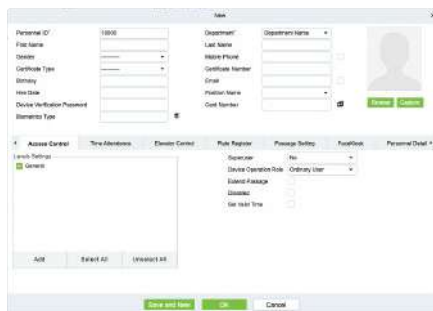 New
Personnel ID* 10000 Department* Department Name
First Name Last Name
Gender --------- Mobile Phone
Certificate Type --------- Certificate Number
Birthday Email
Hire Date Position Name
Device Verification Password Card Number
Biometrics Type
Browse Capture
Access Control Time Attendance Elevator Control Plate Register Passage Setting FaceKiosk Personnel Detail
Levels Settings
General
Superuser No
Device Operation Role Ordinary User
Extend Passage
Disabled
Set Valid Time
Add Select All Unselect All
Save and New OK Cancel